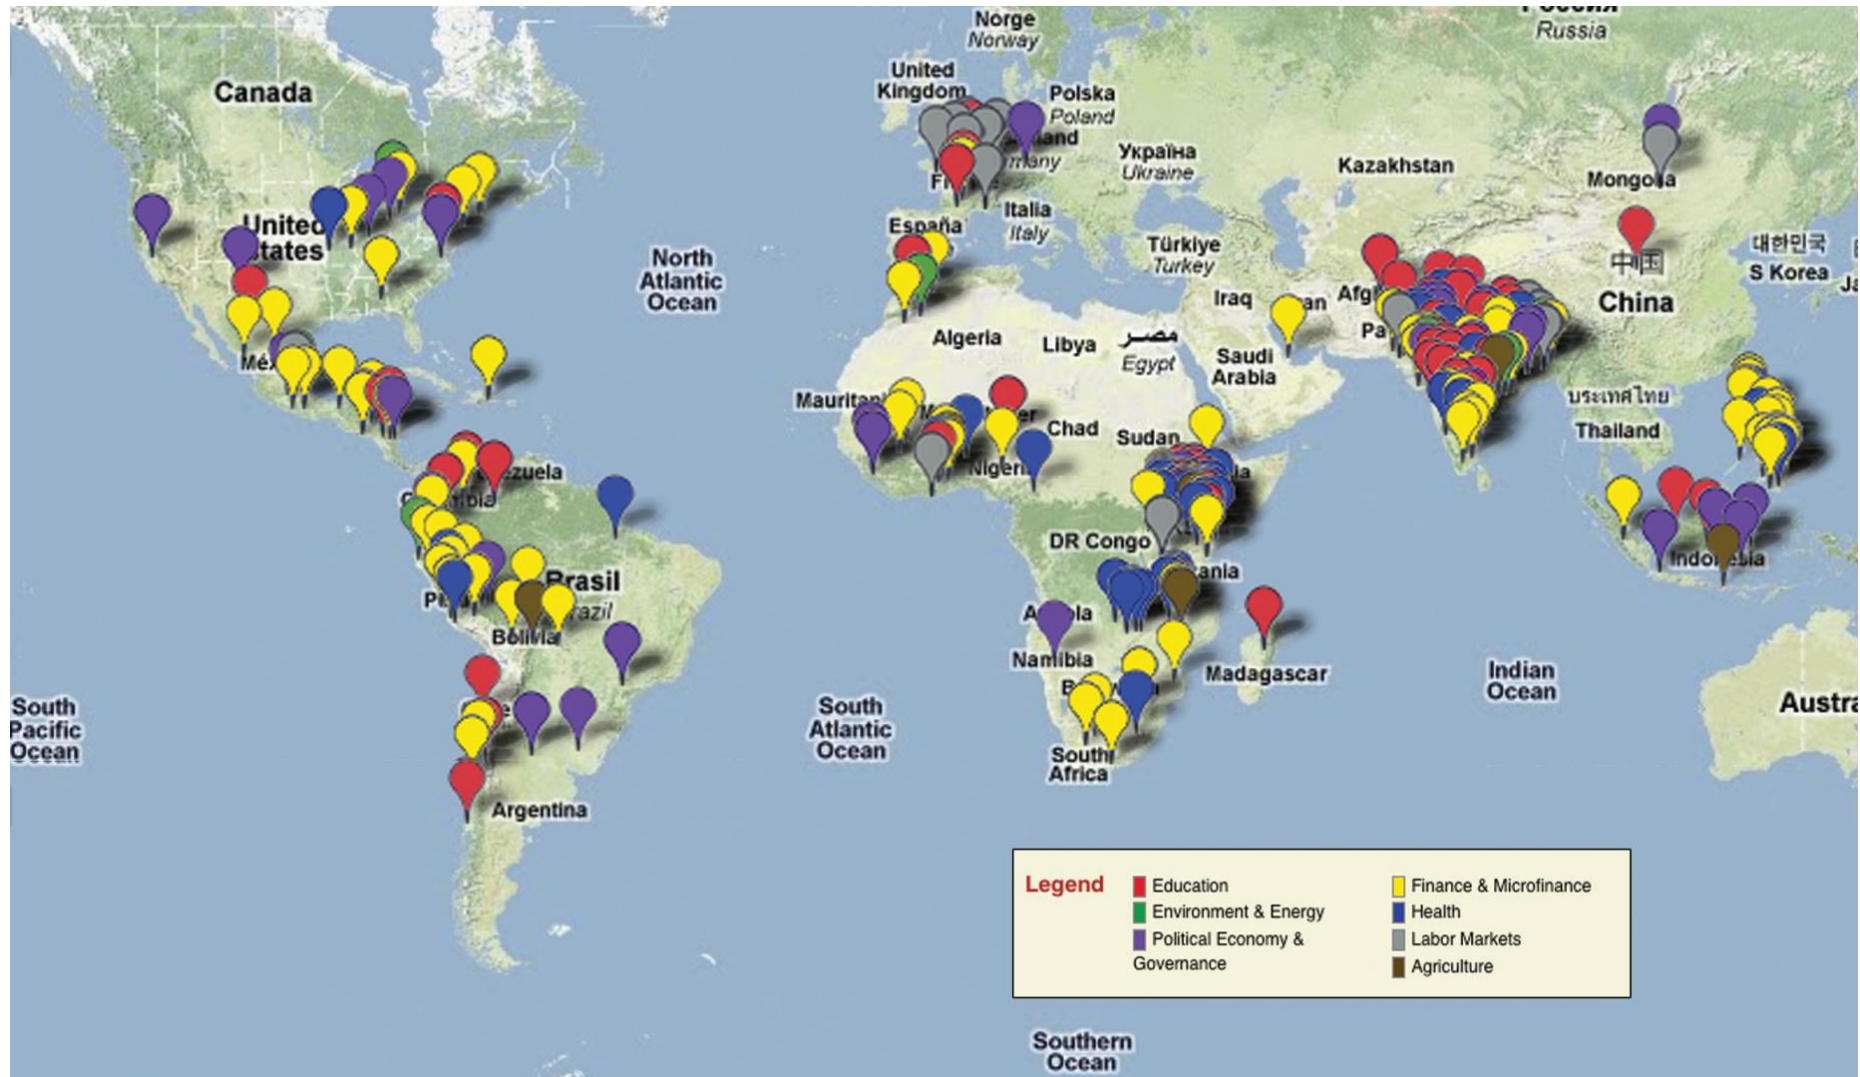 Россия
Russia
Norge
Norway
Canada
United
Kingdom
Polska
Poland
Україна
Ukraine
Kazakhstan
United
States
España
Italia
Italy
Türkiye
Turkey
中国
China
대한민국
S Korea
North
Atlantic
Ocean
Iraq
Algeria
Libya
مصر
Egypt
Saudi
Arabia
Chad
Sudan
ประเทศไทย
Thailand
DR Congo
Brasil
Namibia
Madagascar
Indian
Ocean
South
Pacific
Ocean
South
Atlantic
Ocean
South
Africa
Argentina
Legend
Education
Environment & Energy
Political Economy &
Governance
Finance & Microfinance
Health
Labor Markets
Agriculture
Southern
Ocean